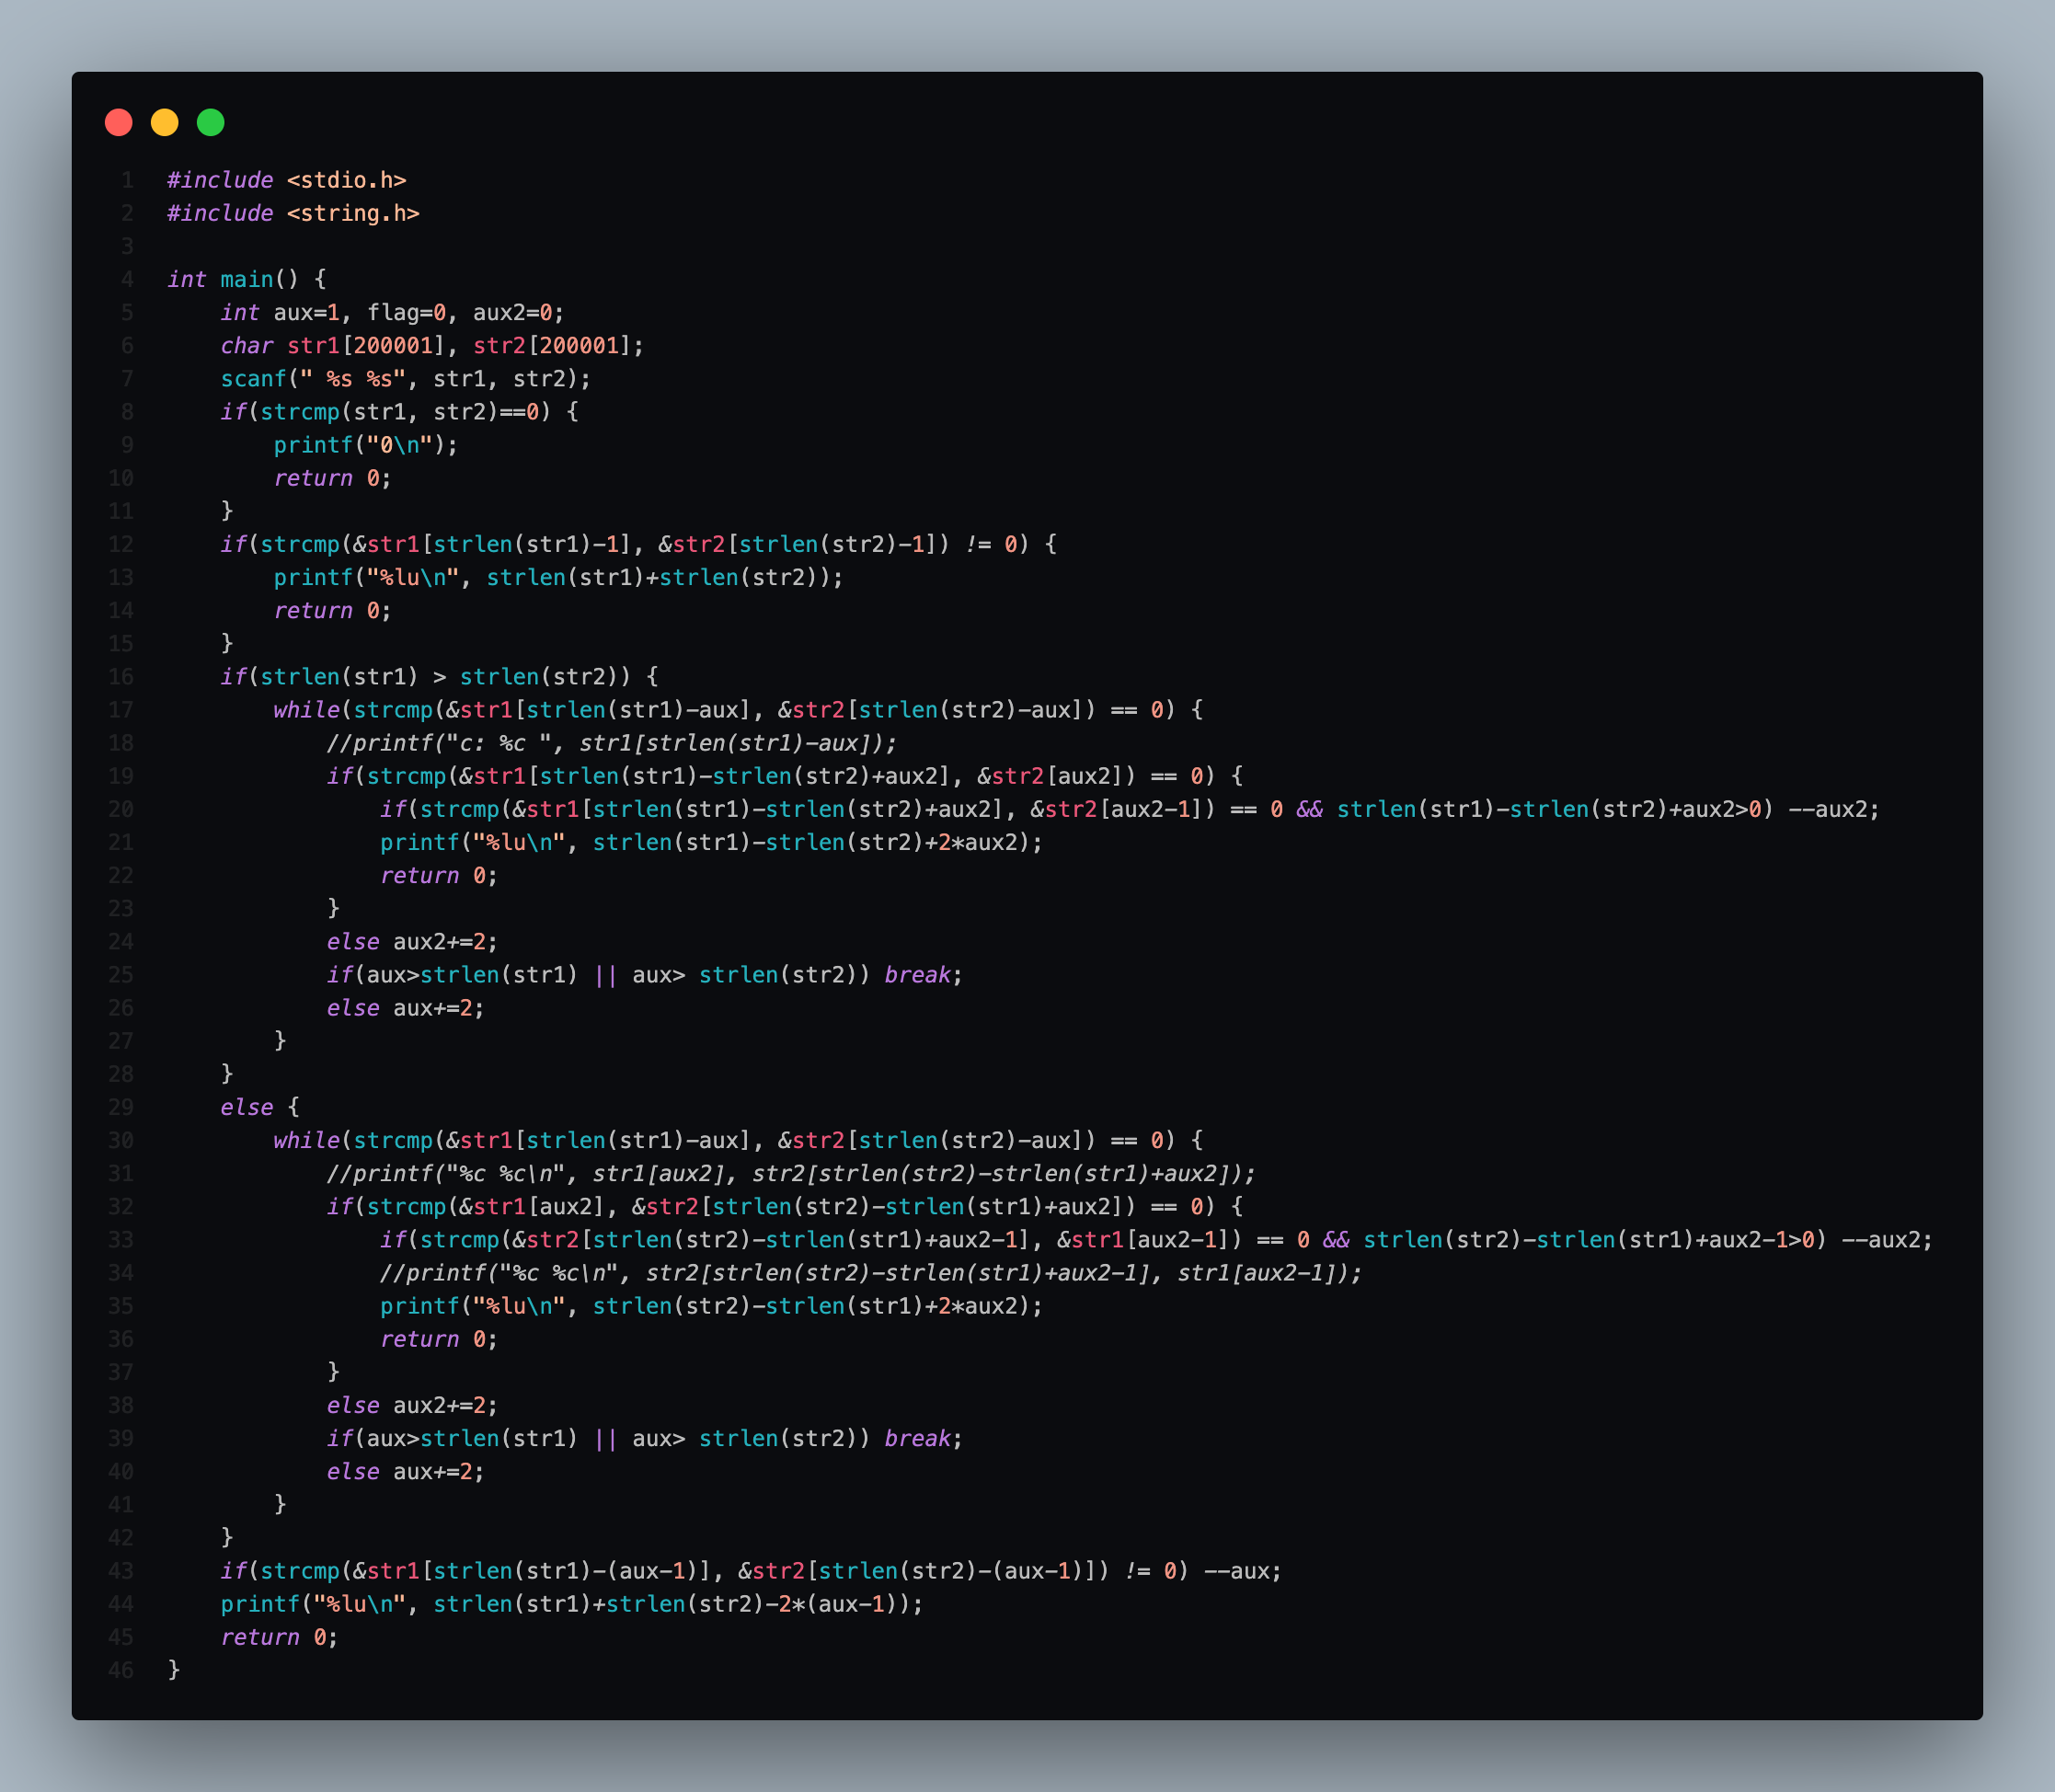 1 #include <stdio.h>
2 #include <string.h>
3
4 int main() {
5     int aux=1, flag=0, aux2=0;
6     char str1[200001], str2[200001];
7     scanf(" %s %s", str1, str2);
8     if(strcmp(str1, str2)==0) {
9         printf("0\n");
10         return 0;
11     }
12     if(strcmp(&str1[strlen(str1)-1], &str2[strlen(str2)-1]) != 0) {
13         printf("%lu\n", strlen(str1)+strlen(str2));
14         return 0;
15     }
16     if(strlen(str1) > strlen(str2)) {
17         while(strcmp(&str1[strlen(str1)-aux], &str2[strlen(str2)-aux]) == 0) {
18             //printf("c: %c ", str1[strlen(str1)-aux]);
19             if(strcmp(&str1[strlen(str1)-strlen(str2)+aux2], &str2[aux2]) == 0) {
20                 if(strcmp(&str1[strlen(str1)-strlen(str2)+aux2], &str2[aux2-1]) == 0 && strlen(str1)-strlen(str2)+aux2>0) --aux2;
21                 printf("%lu\n", strlen(str1)-strlen(str2)+2*aux2);
22                 return 0;
23             }
24             else aux2+=2;
25             if(aux>strlen(str1) || aux> strlen(str2)) break;
26             else aux+=2;
27         }
28     }
29     else {
30         while(strcmp(&str1[strlen(str1)-aux], &str2[strlen(str2)-aux]) == 0) {
31             //printf("%c %c\n", str1[aux2], str2[strlen(str2)-strlen(str1)+aux2]);
32             if(strcmp(&str1[aux2], &str2[strlen(str2)-strlen(str1)+aux2]) == 0) {
33                 if(strcmp(&str2[strlen(str2)-strlen(str1)+aux2-1], &str1[aux2-1]) == 0 && strlen(str2)-strlen(str1)+aux2-1>0) --aux2;
34                 //printf("%c %c\n", str2[strlen(str2)-strlen(str1)+aux2-1], str1[aux2-1]);
35                 printf("%lu\n", strlen(str2)-strlen(str1)+2*aux2);
36                 return 0;
37             }
38             else aux2+=2;
39             if(aux>strlen(str1) || aux> strlen(str2)) break;
40             else aux+=2;
41         }
42     }
43     if(strcmp(&str1[strlen(str1)-(aux-1)], &str2[strlen(str2)-(aux-1)]) != 0) --aux;
44     printf("%lu\n", strlen(str1)+strlen(str2)-2*(aux-1));
45     return 0;
46 }